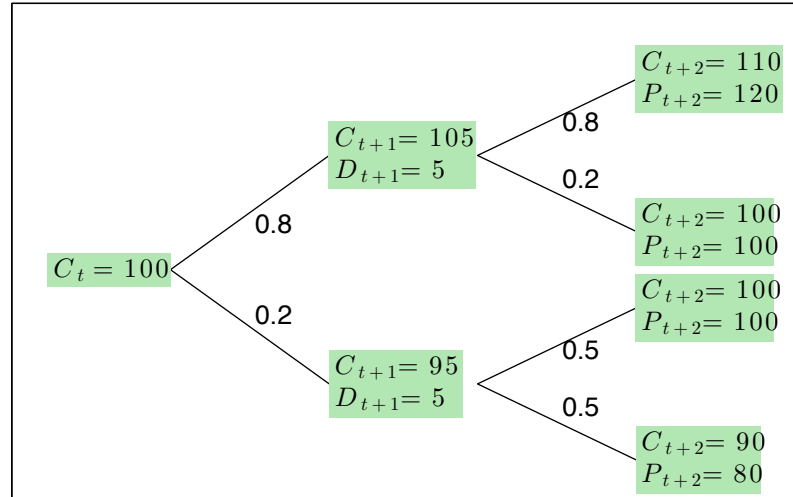 C_{t+2}= 110
P_{t+2}= 120
0.8
C_{t+1}= 105
D_{t+1}= 5
0.2
C_{t+2}= 100
P_{t+2}= 100
0.8
C_t = 100
0.2
C_{t+2}= 100
P_{t+2}= 100
0.5
C_{t+1}= 95
D_{t+1}= 5
0.5
C_{t+2}= 90
P_{t+2}= 80